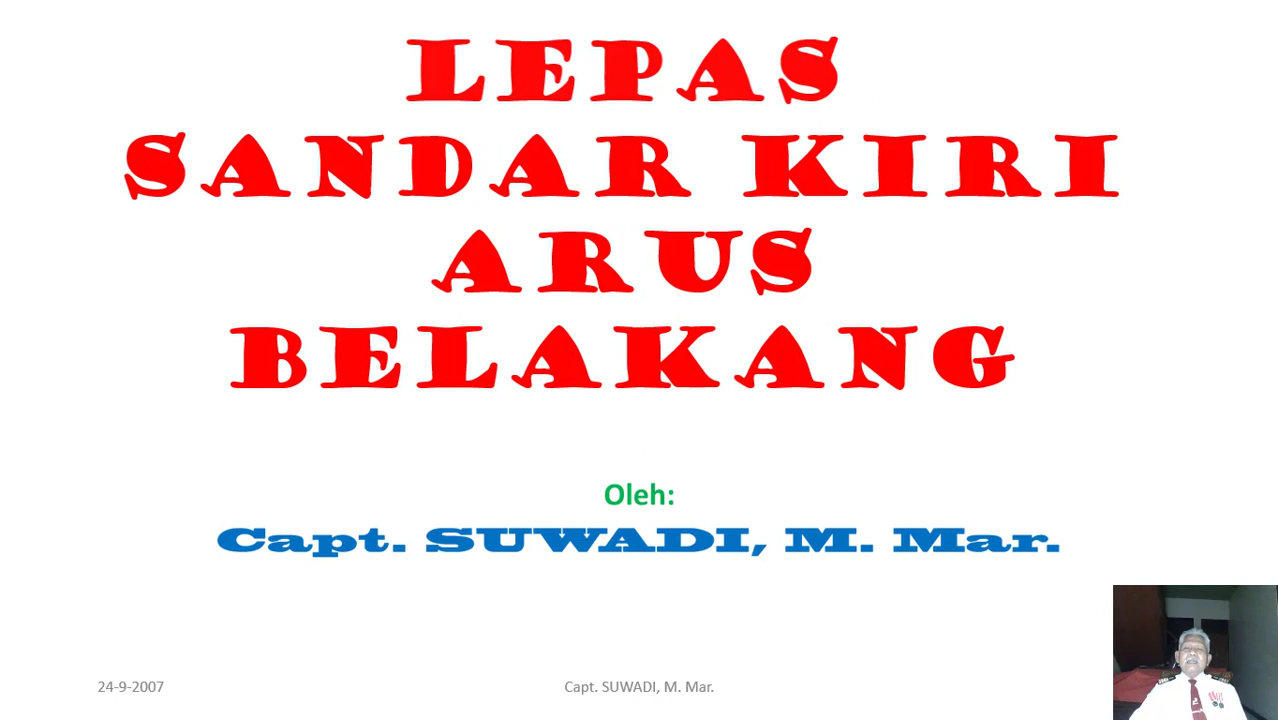 LEPAS
SANDAR KIRI
ARUS
BELAKANG
Oleh:
Capt. SUWADI, M. Mar.
24-9-2007
Capt. SUWADI, M. Mar.